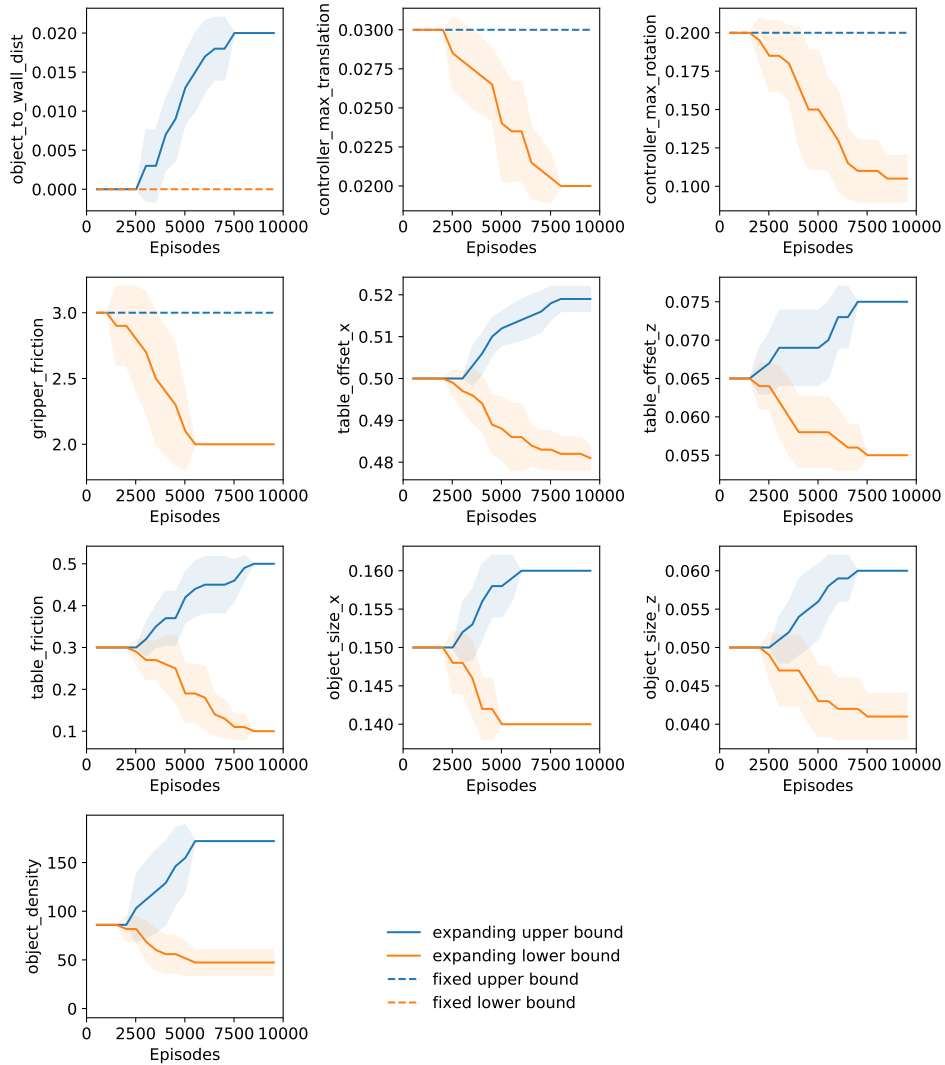 object_to_wall_dist
0.020
0.015
0.010
0.005
0.000
0 2500 5000 7500 10000
Episodes
controller_max_translation
0.0300
0.0275
0.0250
0.0225
0.0200
0 2500 5000 7500 10000
Episodes
controller_max_rotation
0.200
0.175
0.150
0.125
0.100
0 2500 5000 7500 10000
Episodes
gripper_friction
3.0
2.5
2.0
0 2500 5000 7500 10000
Episodes
table_offset_x
0.52
0.51
0.50
0.49
0.48
0 2500 5000 7500 10000
Episodes
table_offset_z
0.075
0.070
0.065
0.060
0.055
0 2500 5000 7500 10000
Episodes
table_friction
0.5
0.4
0.3
0.2
0.1
0 2500 5000 7500 10000
Episodes
object_size_x
0.160
0.155
0.150
0.145
0.140
0 2500 5000 7500 10000
Episodes
object_size_z
0.060
0.055
0.050
0.045
0.040
0 2500 5000 7500 10000
Episodes
object_density
150
100
50
0
0 2500 5000 7500 10000
Episodes
expanding upper bound
expanding lower bound
fixed upper bound
fixed lower bound